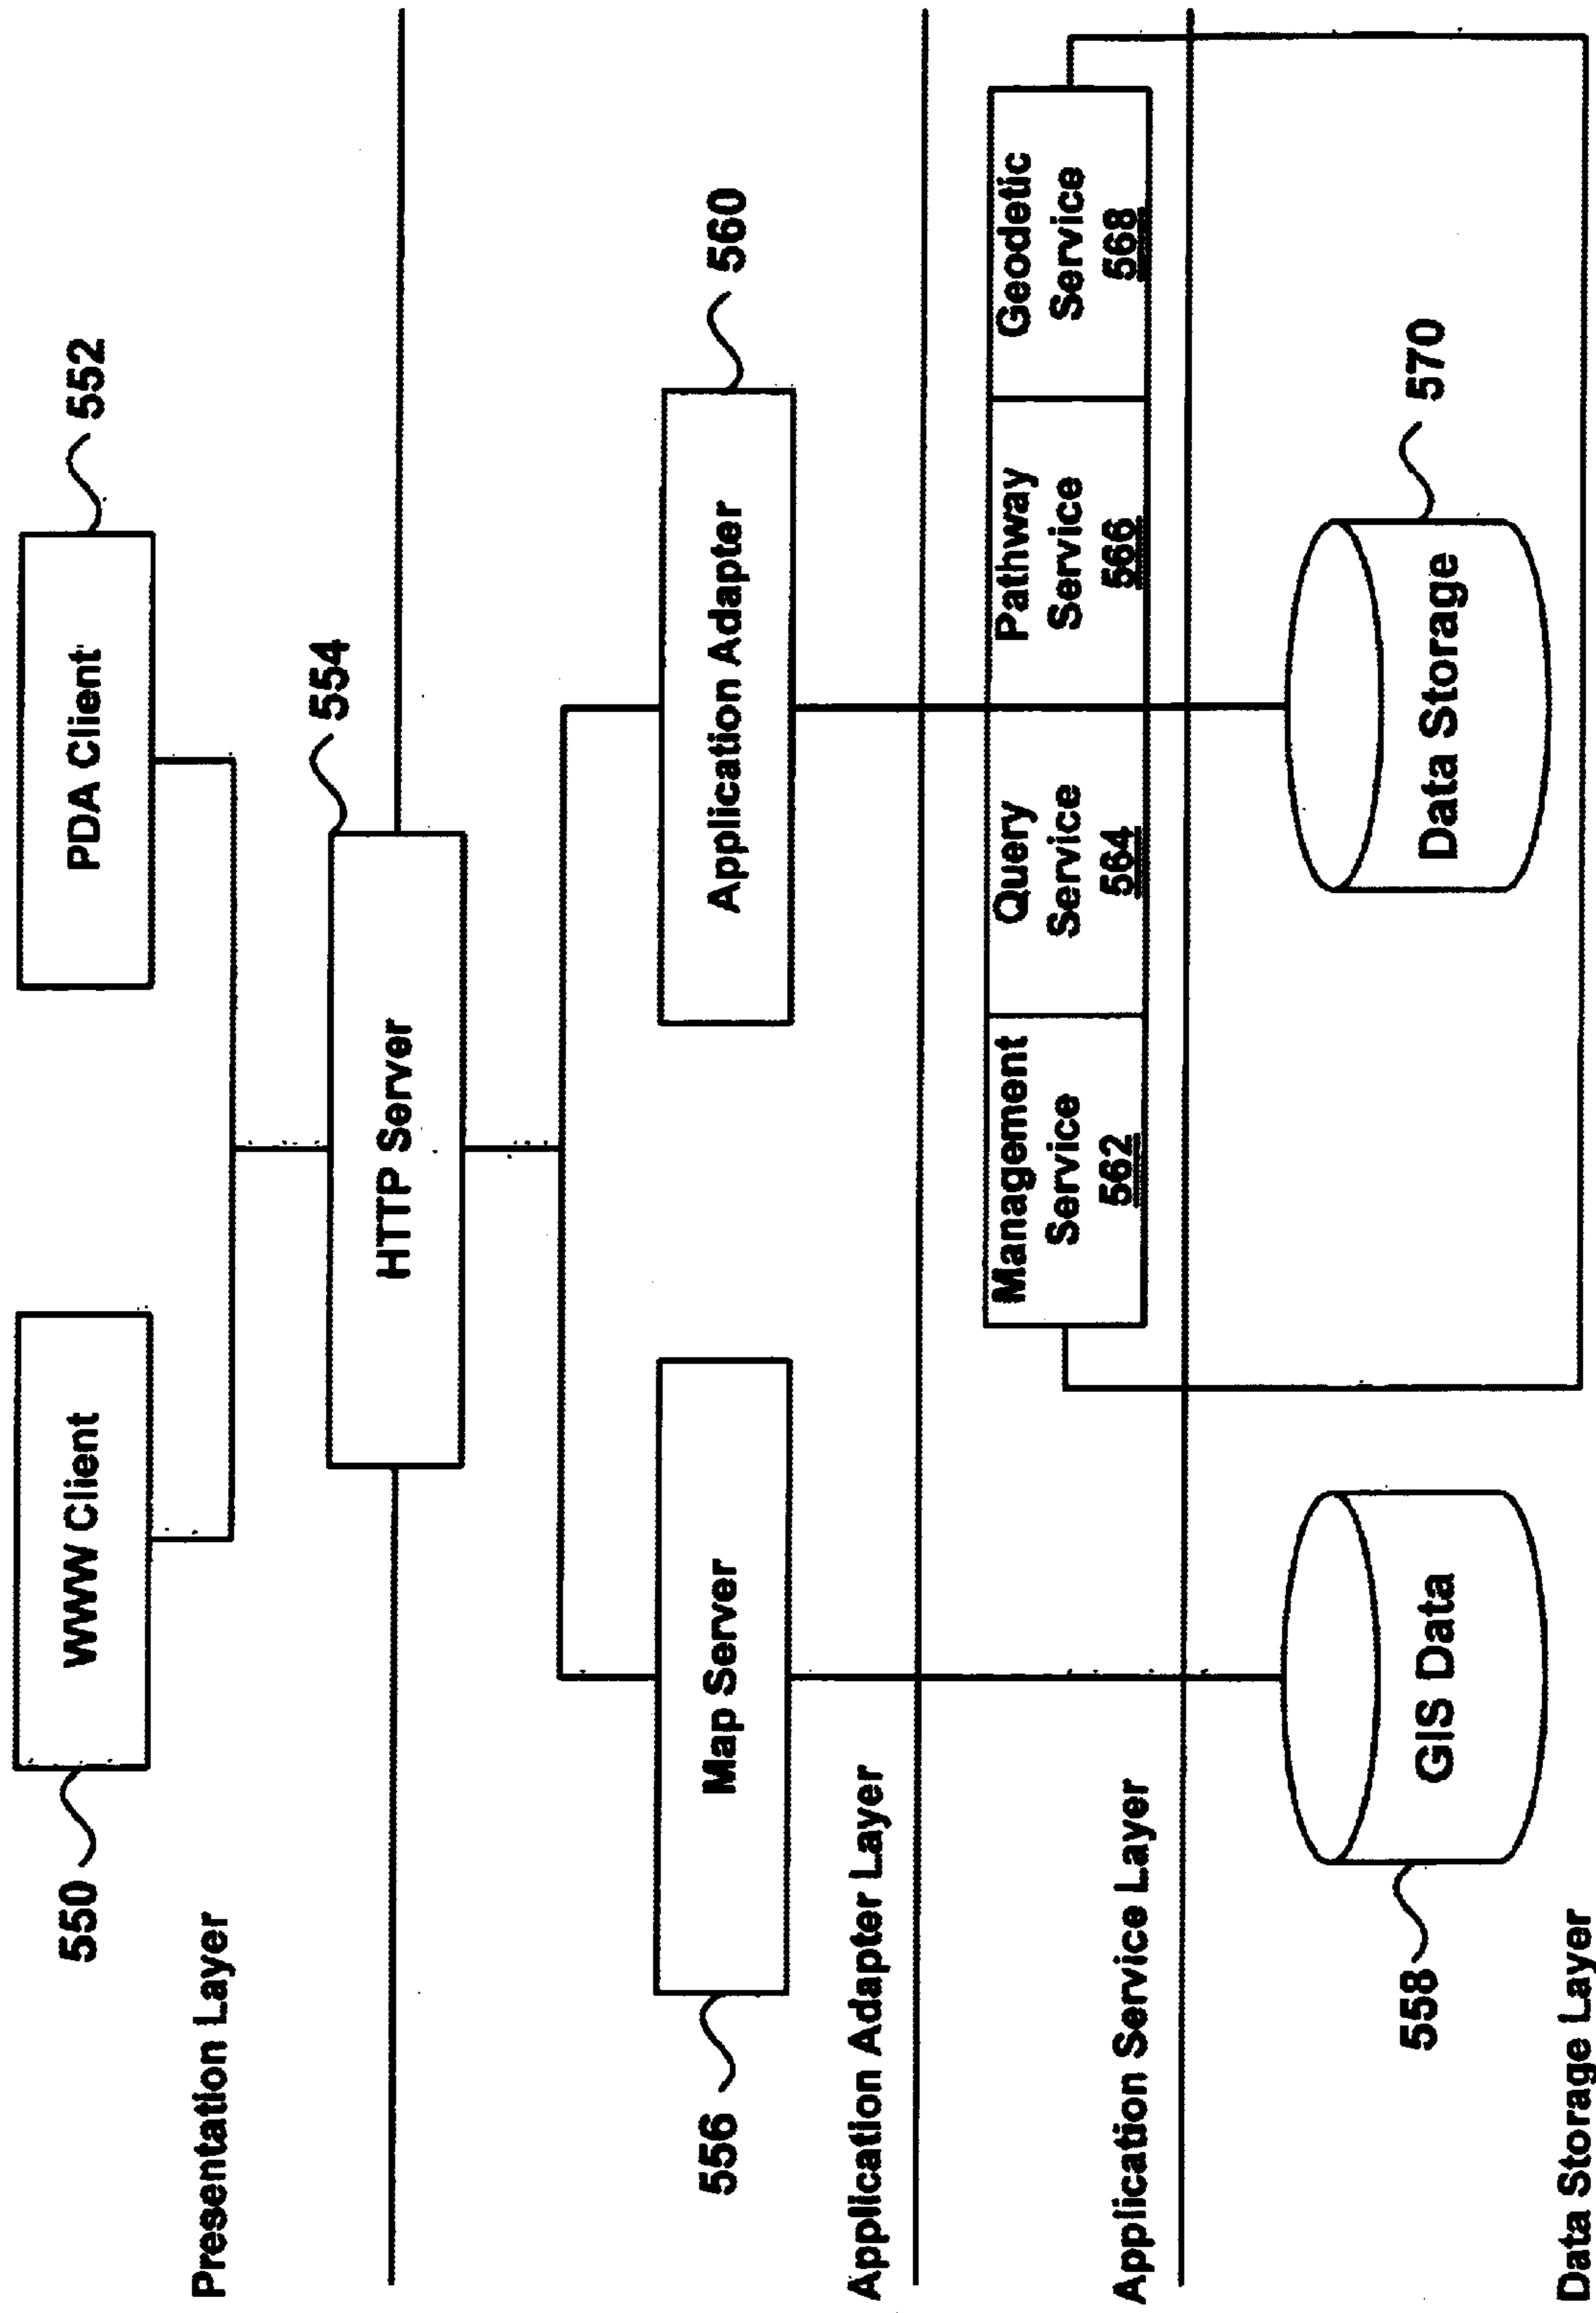 550
WWW Client
PDA Client
552
Presentation Layer
554
HTTP Server
556
Map Server
Application Adapter
560
Application Adapter Layer
Management
Service
562
Query
Service
564
Pathway
Service
566
Geodetic
Service
568
Application Service Layer
558
GIS Data
Data Storage
570
Data Storage Layer